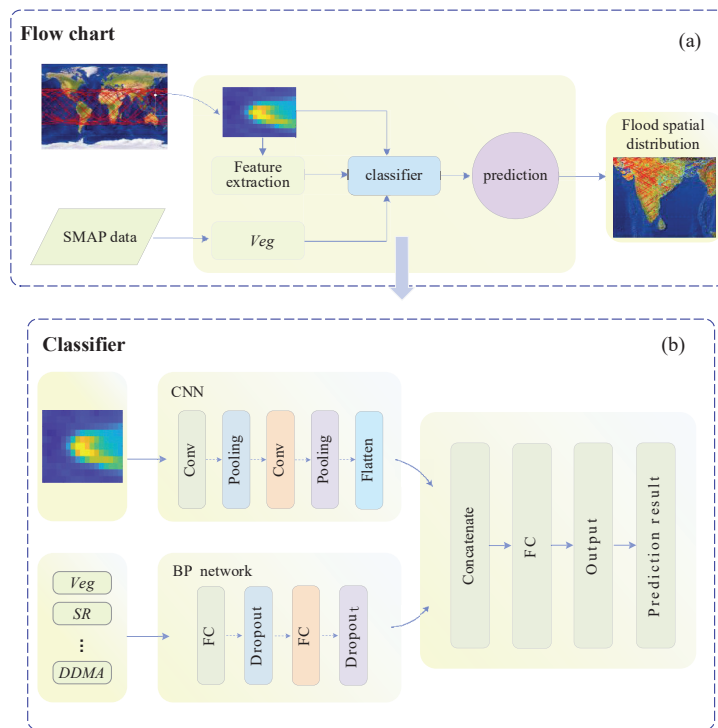 Flow chart
(a)
Feature
extraction
classifier
prediction
Flood spatial
distribution
SMAP data
Veg
Classifier
(b)
CNN
Conv
Pooling
Conv
Pooling
Flatten
Veg
SR
...
DDMA
BP network
FC
Dropout
FC
Dropout
Concatenate
FC
Output
Prediction result